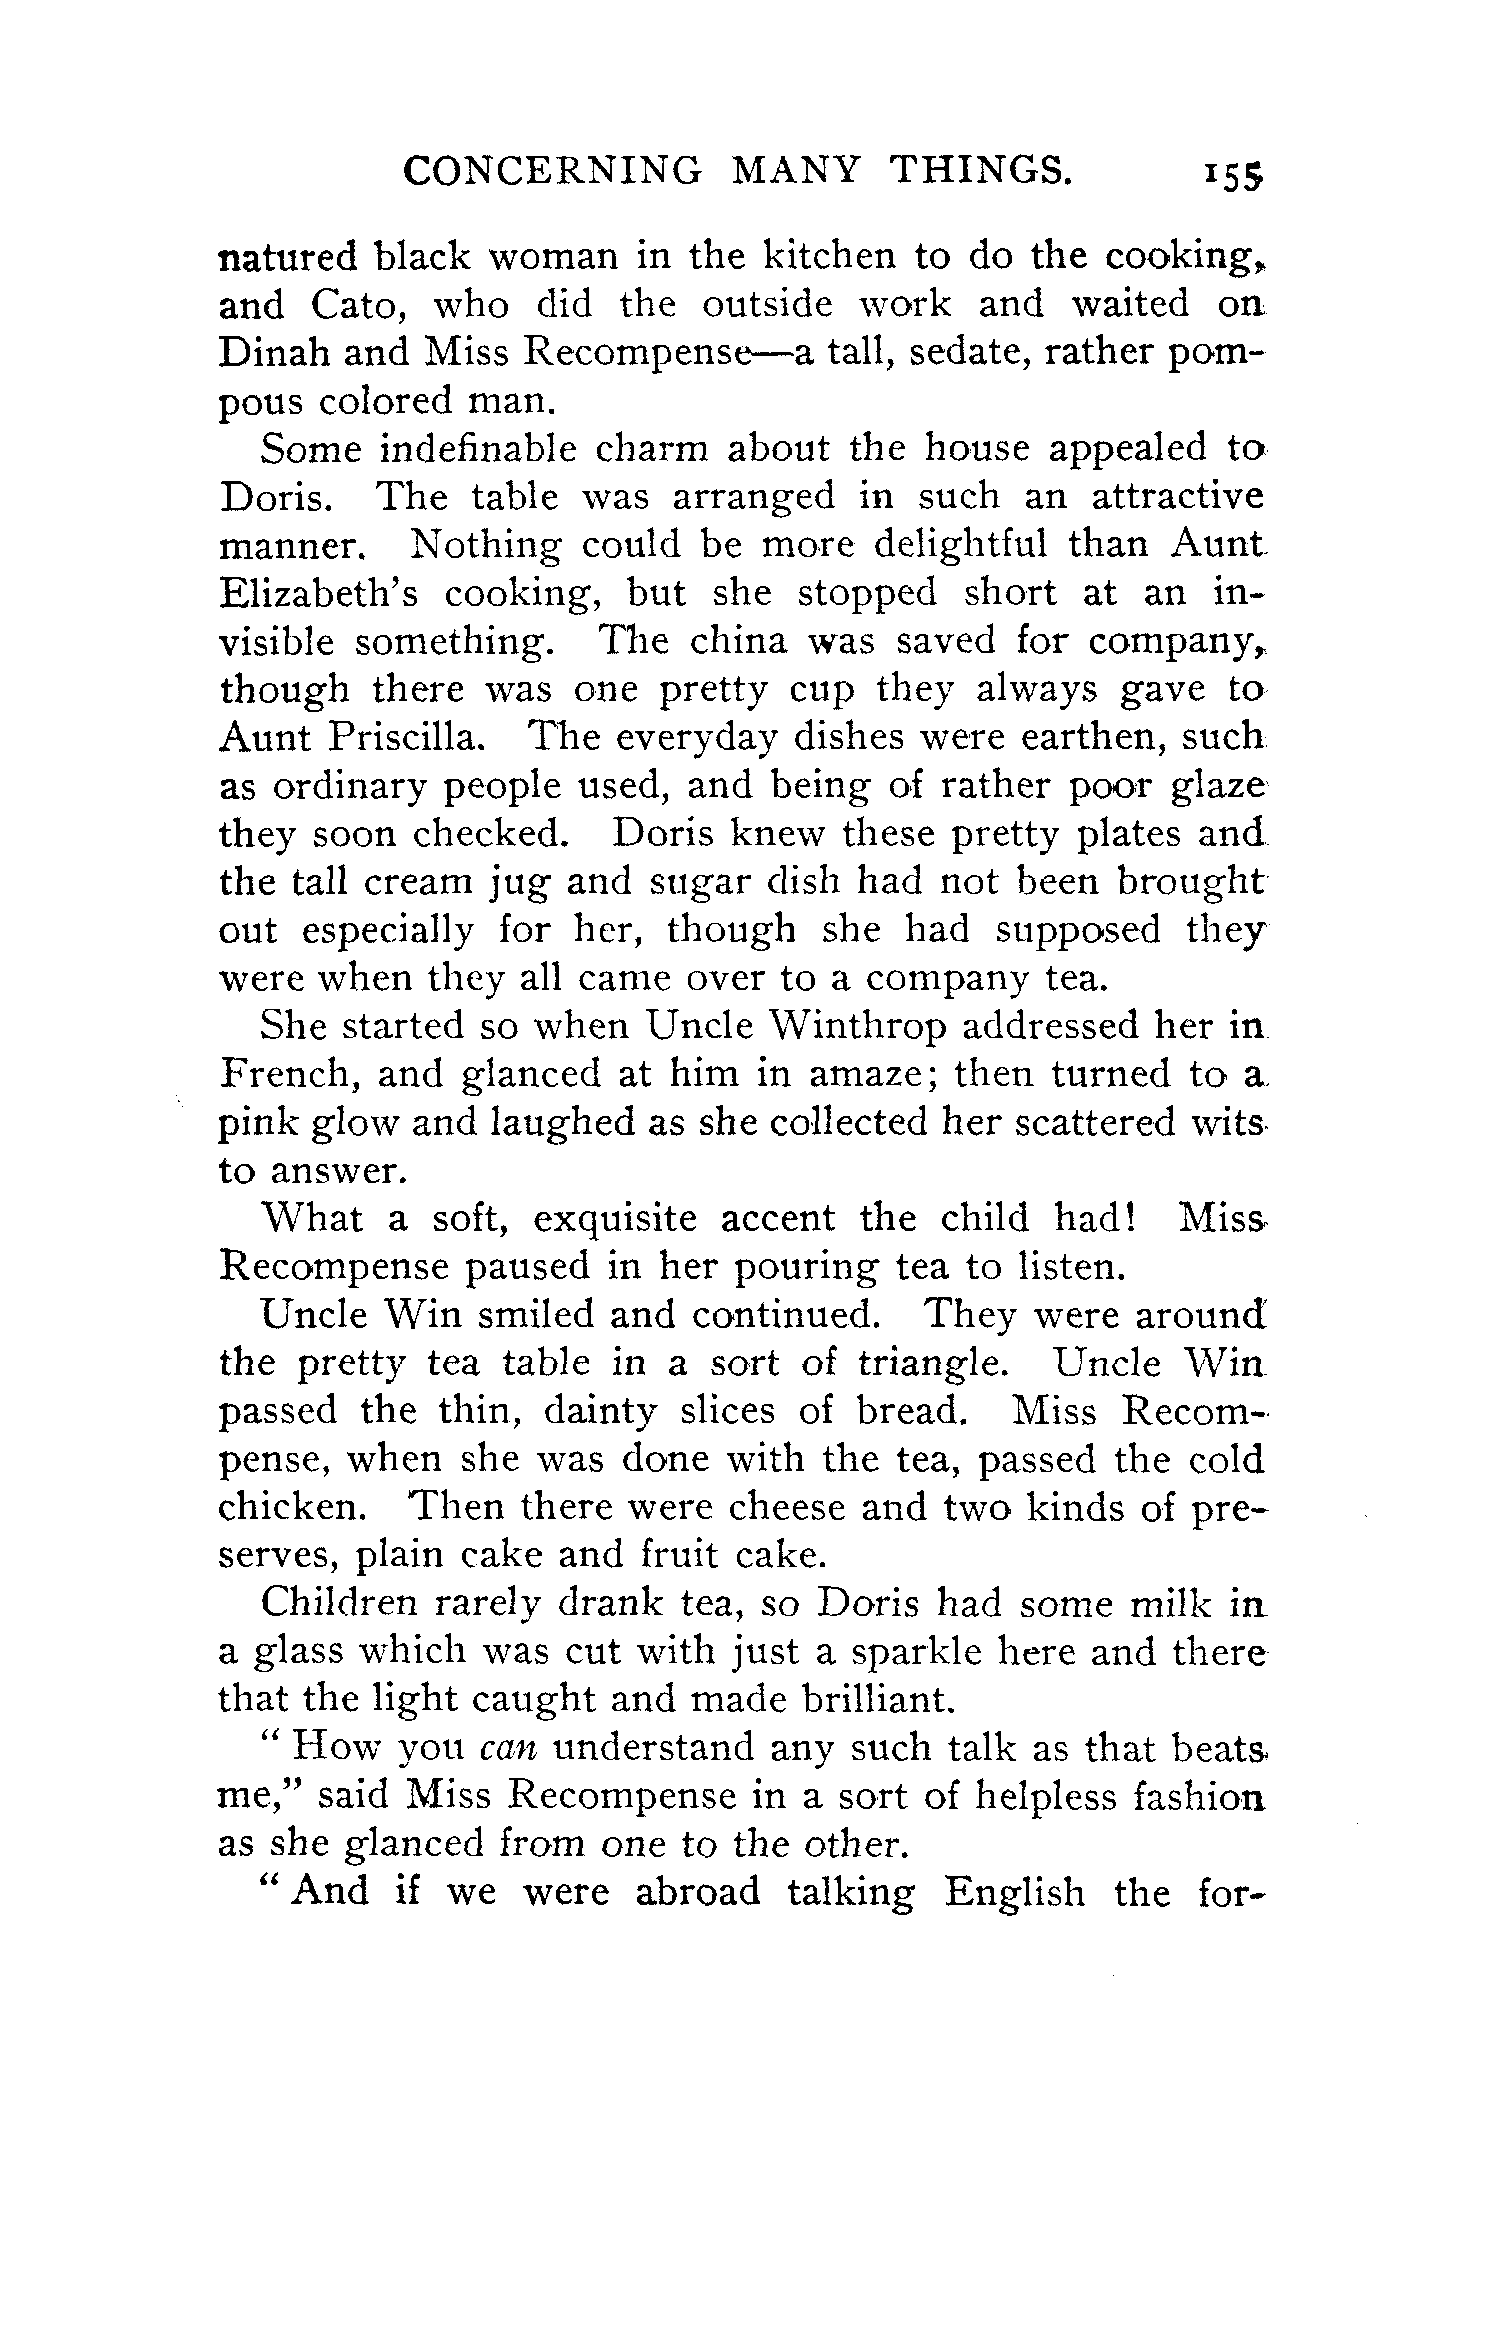 CONCERNING MANY THINGS. 155
natured black woman in the kitchen to do the cooking,
and Cato, who did the outside work and waited on
Dinah and Miss Recompense—a tall, sedate, rather pom-
pous colored man.
Some indefinable charm about the house appealed to
Doris. The table was arranged in such an attractive
manner. Nothing could be more delightful than Aunt
Elizabeth's cooking, but she stopped short at an in-
visible something. The china was saved for company,
though there was one pretty cup they always gave to
Aunt Priscilla. The everyday dishes were earthen, such
as ordinary people used, and being of rather poor glaze
they soon checked. Doris knew these pretty plates and
the tall cream jug and sugar dish had not been brought
out especially for her, though she had supposed they
were when they all came over to a company tea.
She started so when Uncle Winthrop addressed her in
French, and glanced at him in amaze; then turned to a
pink glow and laughed as she collected her scattered wits
to answer.
What a soft, exquisite accent the child had! Miss
Recompense paused in her pouring tea to listen.
Uncle Win smiled and continued. They were around
the pretty tea table in a sort of triangle. Uncle Win
passed the thin, dainty slices of bread. Miss Recom-
pense, when she was done with the tea, passed the cold
chicken. Then there were cheese and two kinds of pre-
serves, plain cake and fruit cake.
Children rarely drank tea, so Doris had some milk in
a glass which was cut with just a sparkle here and there
that the light caught and made brilliant.
" How you can understand any such talk as that beats
me," said Miss Recompense in a sort of helpless fashion
as she glanced from one to the other.
" And if we were abroad talking English the for-